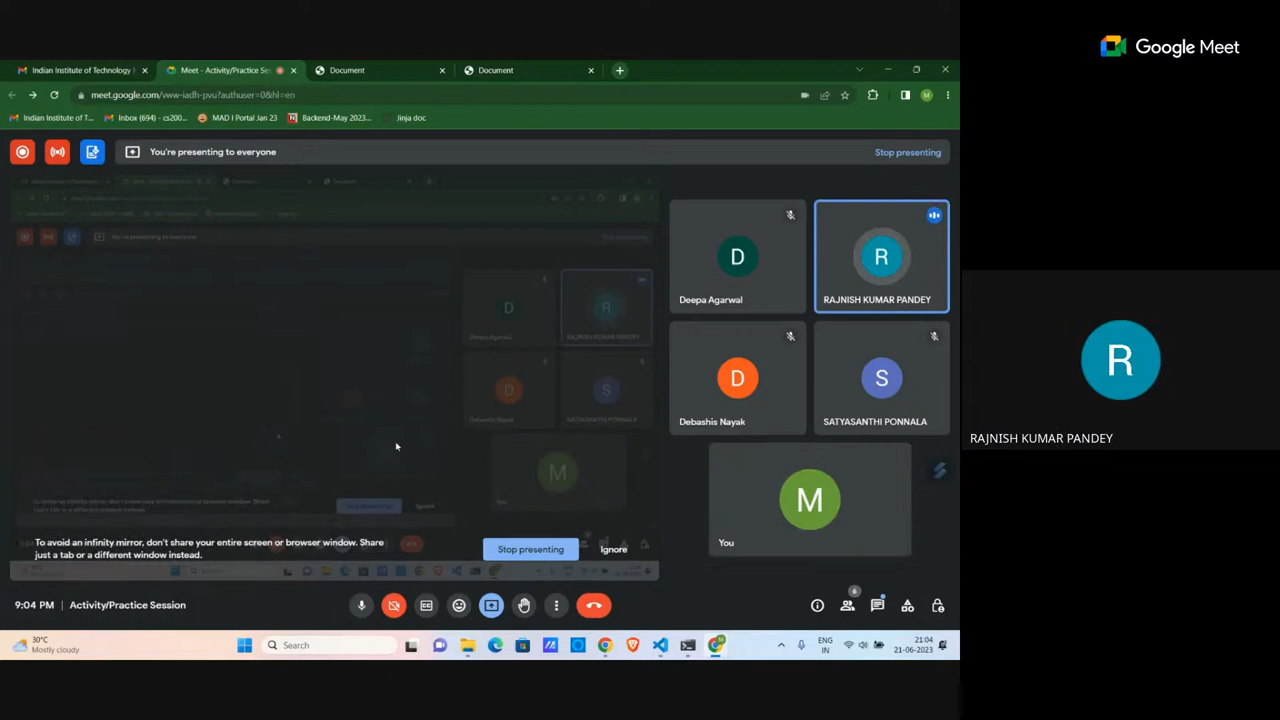 Google Meet
Indian Institute of Technology M
Meet - Activity/Practice Se
Document
Document
meet.google.com/vww-iadh-pvu?authuser=0&hl=en
Indian Institute of T...
Inbox (694) - cs200...
MAD I Portal Jan 23
Backend-May 2023...
Jinja doc
You're presenting to everyone
Stop presenting
D
Deepa Agarwal
R
RAJNISH KUMAR PANDEY
D
Debashis Nayak
S
SATYASANTHI PONNALA
M
You
R
RAJNISH KUMAR PANDEY
To avoid an infinity mirror, don't share your entire screen or browser window. Share
just a tab or a different window instead.
Stop presenting
Ignore
9:04 PM | Activity/Practice Session
6
30°C
Mostly cloudy
Search
ENG
IN
21:04
21-06-2023